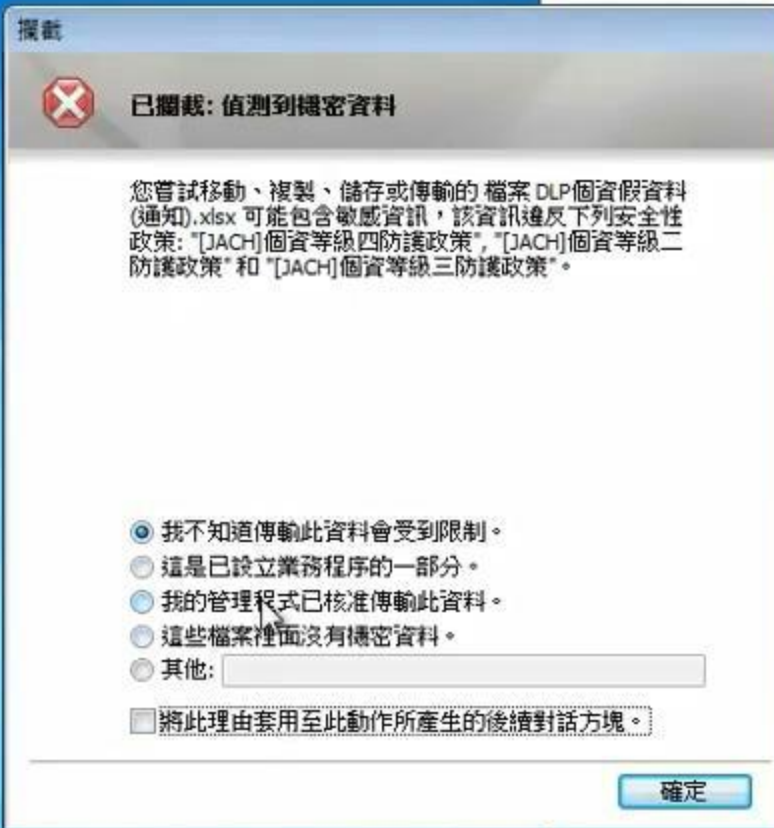 攔截
已攔截: 偵測到機密資料
您嘗試移動、複製、儲存或傳輸的 檔案 DLP個資假資料
(通知).xlsx 可能包含敏感資訊，該資訊違反下列安全性
政策: "[JACH]個資等級四防護政策", "[JACH]個資等級二
防護政策" 和 "[JACH]個資等級三防護政策"。
我不知道傳輸此資料會受到限制。
這是已設立業務程序的一部分。
我的管理程式已核准傳輸此資料。
這些檔案裡面沒有機密資料。
其他:
將此理由套用至此動作所產生的後續對話方塊。
確定